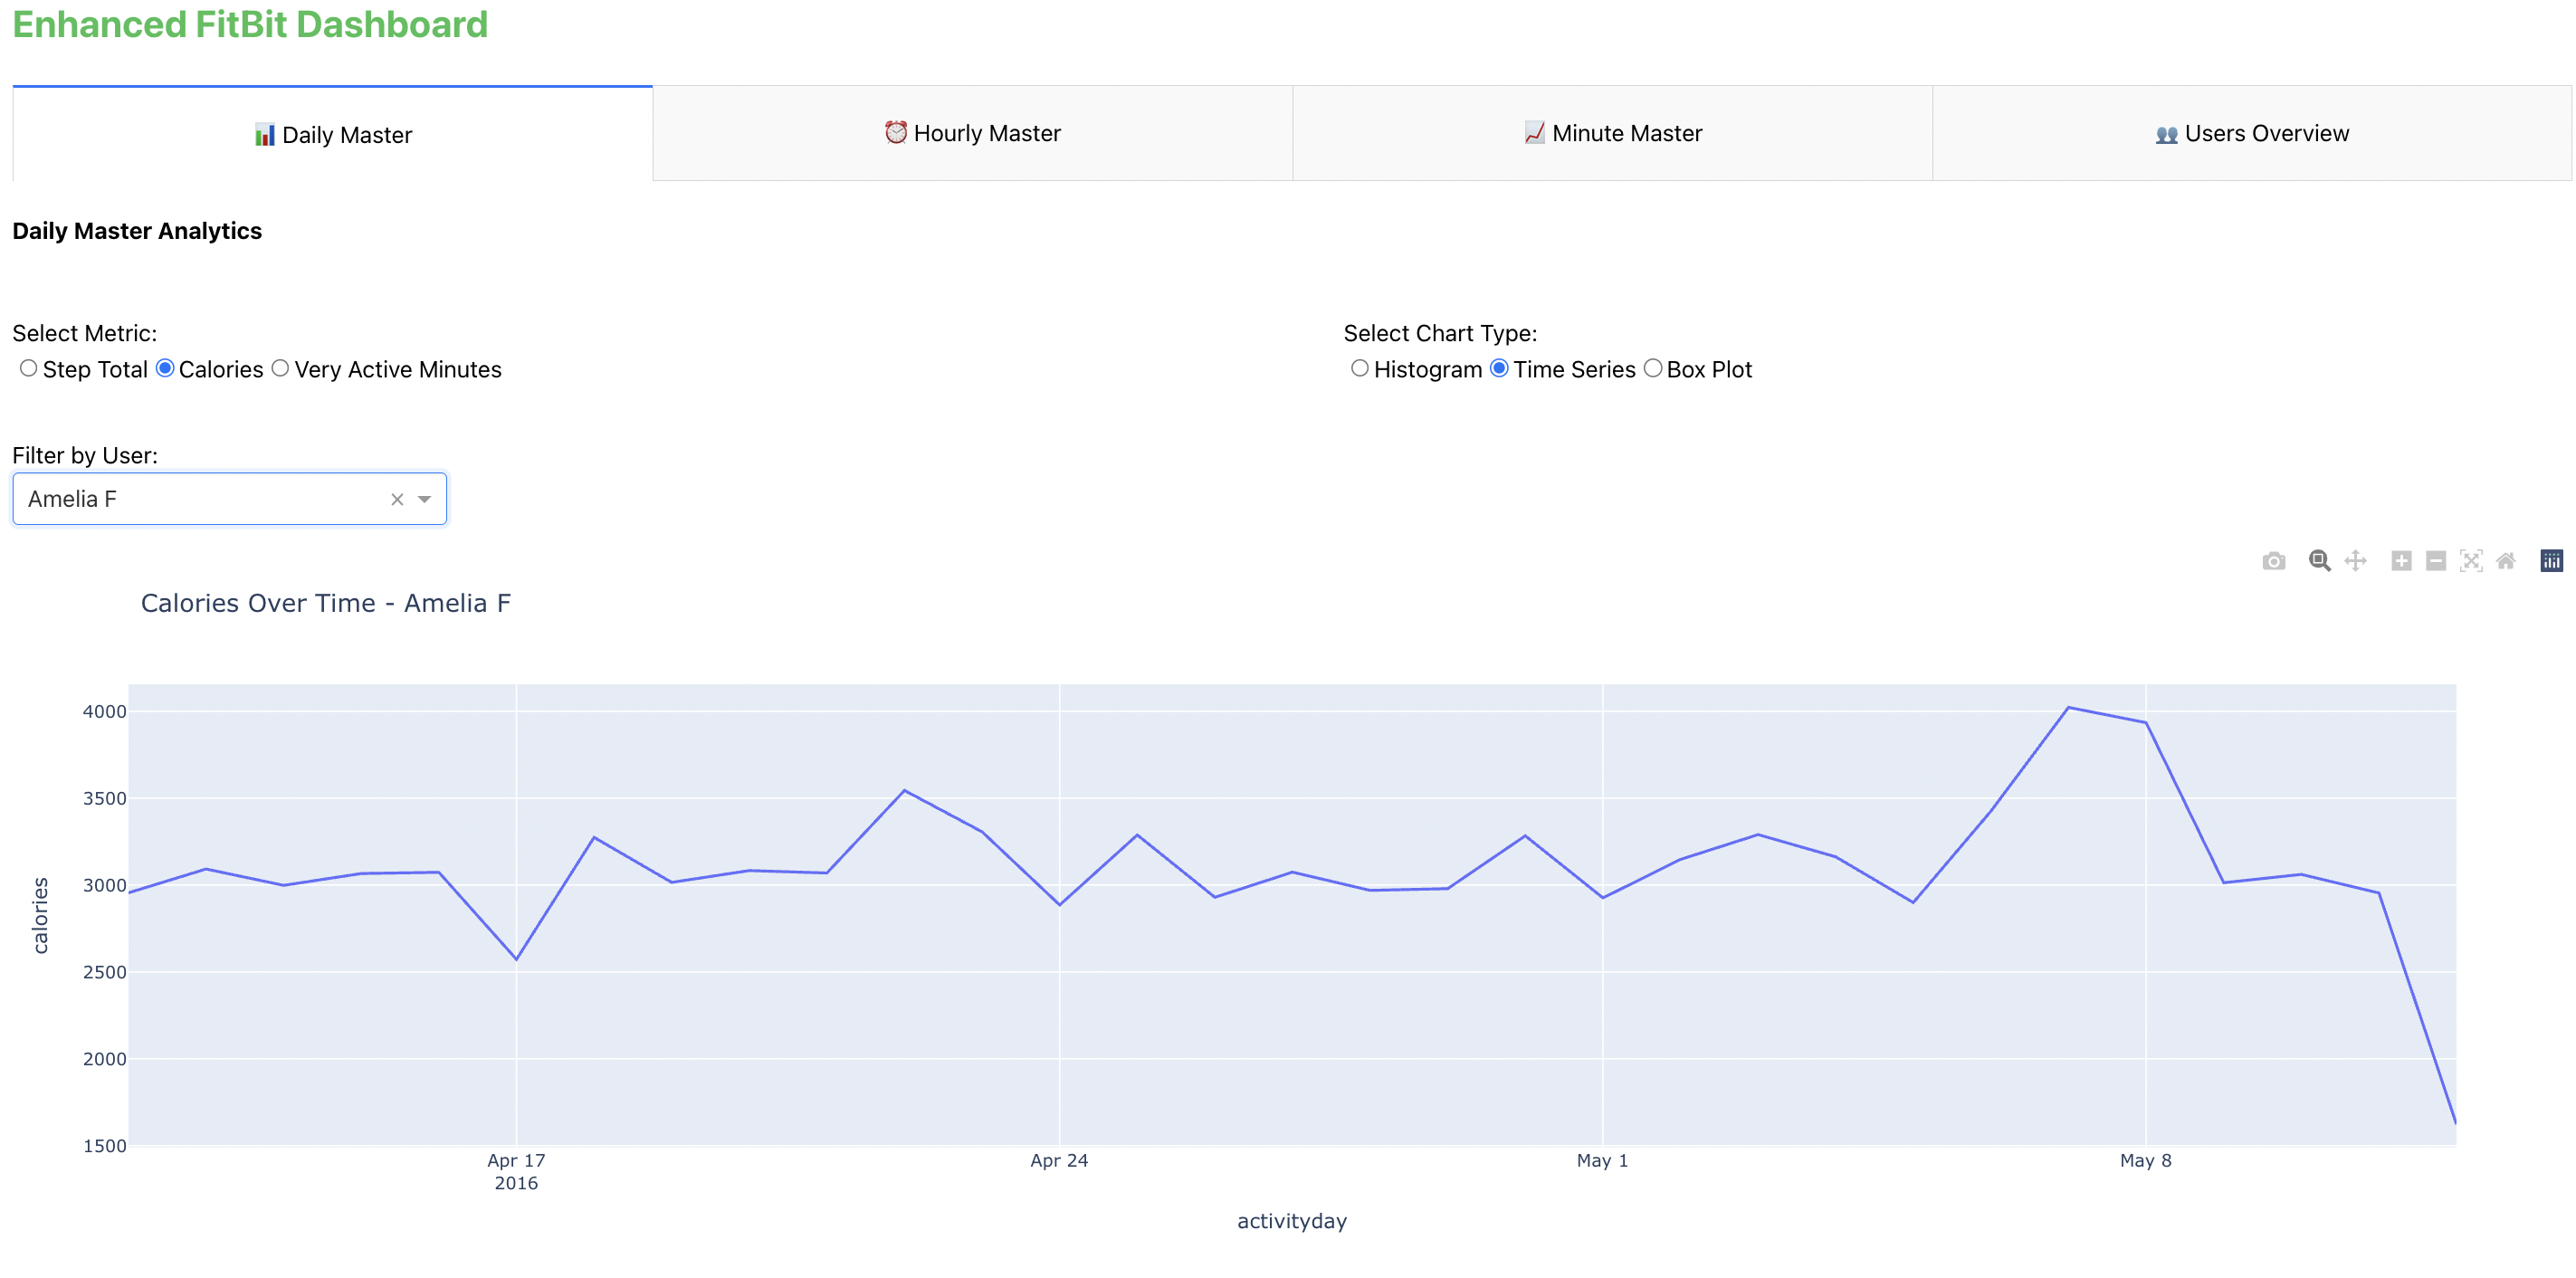 Enhanced FitBit Dashboard
Daily Master
Hourly Master
Minute Master
Users Overview
Daily Master Analytics
Select Metric:
Step Total Calories Very Active Minutes
Select Chart Type:
Histogram Time Series Box Plot
Filter by User:
Amelia F
Calories Over Time - Amelia F
4000
3500
3000
2500
2000
1500
calories
Apr 17
2016
Apr 24
May 1
May 8
activityday